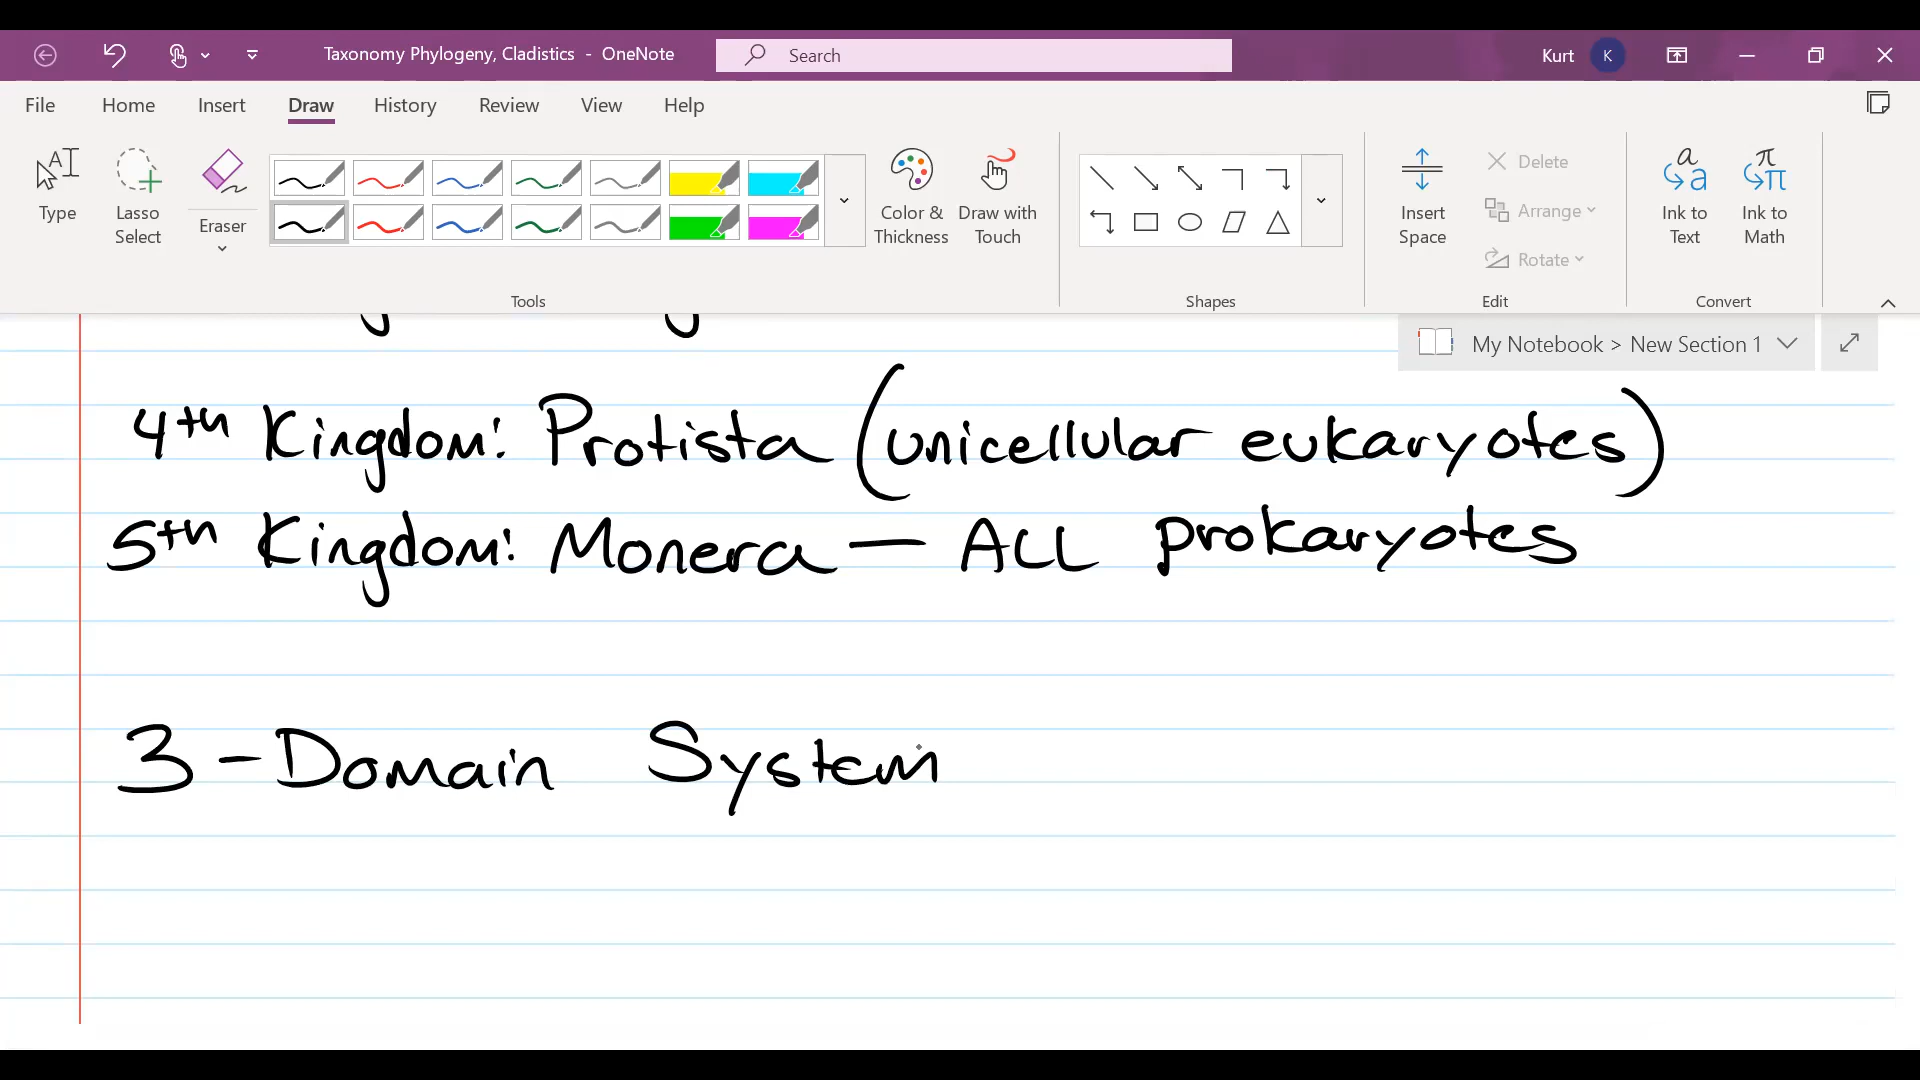 Taxonomy Phylogeny, Cladistics - OneNote
Search
Kurt
K
File Home Insert Draw History Review View Help
Type
Lasso Select
Eraser
Color & Thickness
Draw with Touch
Insert Space
Delete
Arrange
Rotate
Ink to Text
Ink to Math
Tools
Shapes
Edit
Convert
My Notebook > New Section 1
4th Kingdom: Protista (unicellular eukaryotes)
5th Kingdom: Monera — ALL prokaryotes
3-Domain System